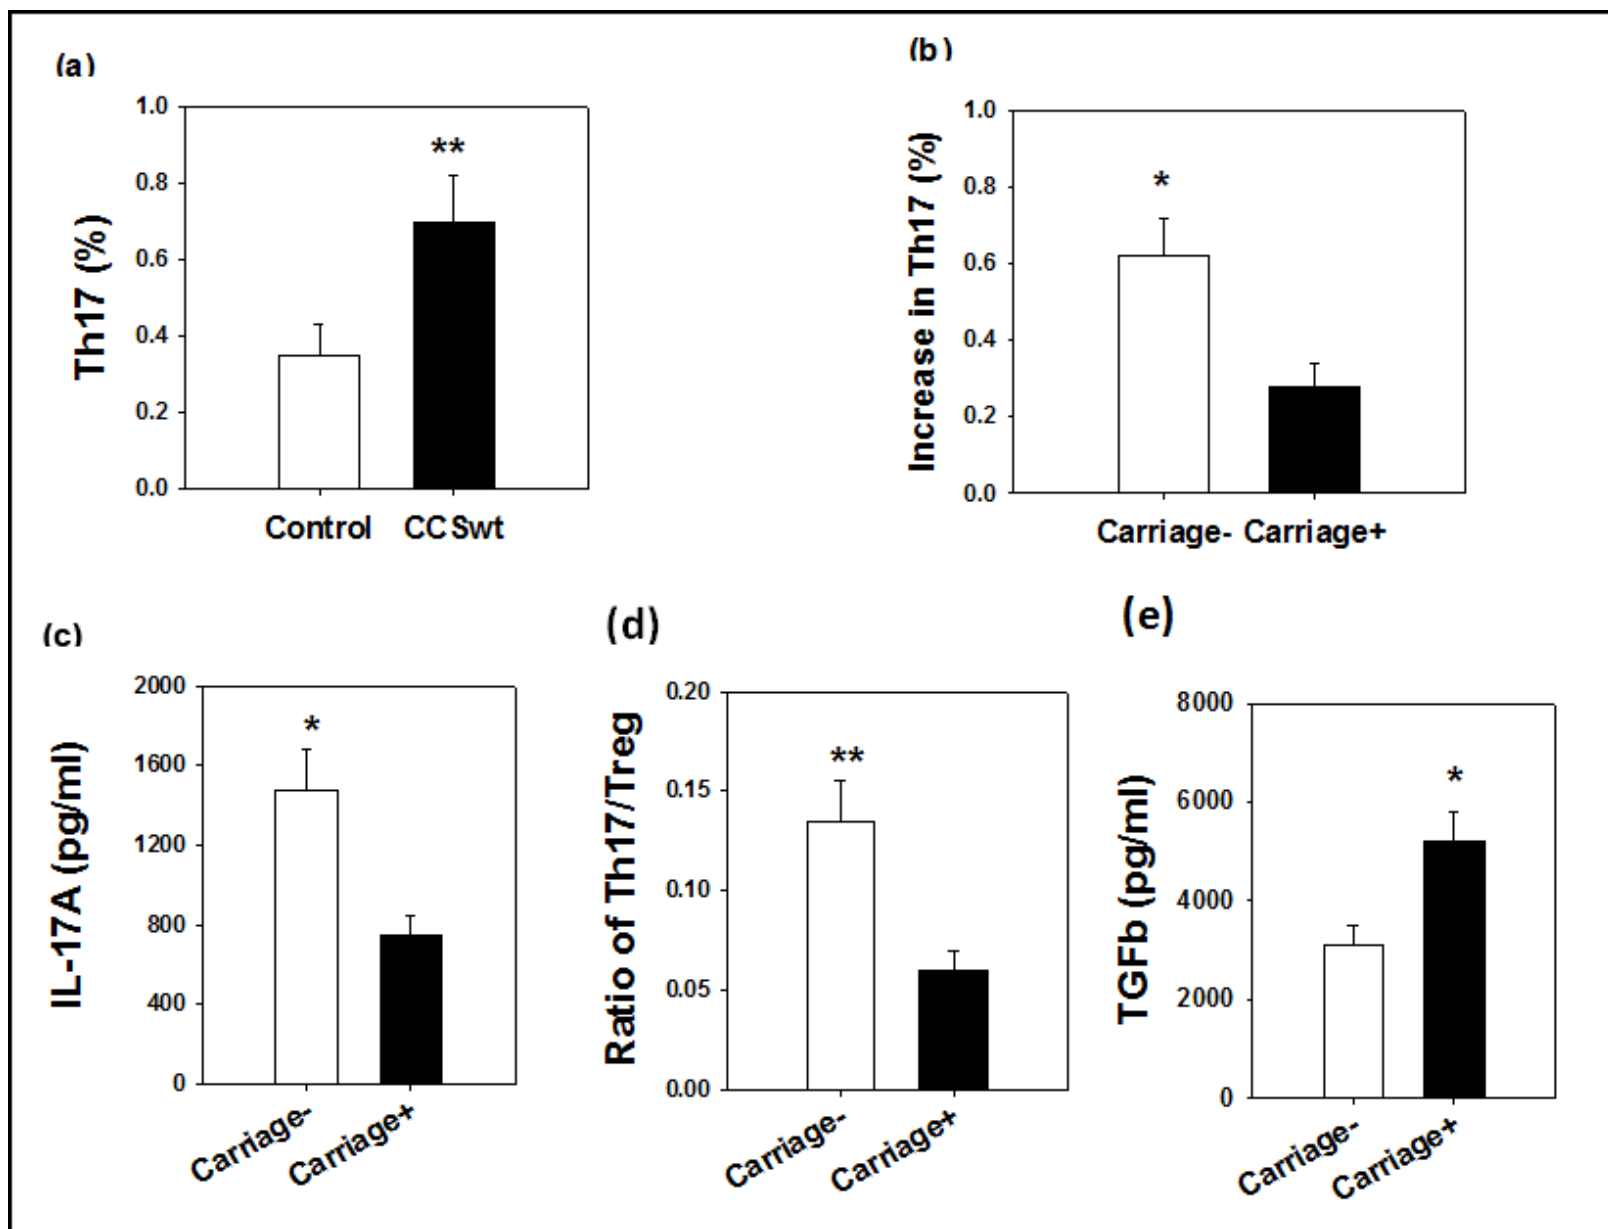 (a)
Th17 (%)
1.0
0.8
0.6
0.4
0.2
0.0
**
Control CCSwt
(b)
Increase in Th17 (%)
1.0
0.8
0.6
0.4
0.2
0.0
*
Carriage- Carriage+
(c)
IL-17A (pg/ml)
2000
1600
1200
800
400
0
*
Carriage-
Carriage+
(d)
Ratio of Th17/Treg
0.20
0.15
0.10
0.05
0.00
**
Carriage-
Carriage+
(e)
TGFb (pg/ml)
8000
6000
4000
2000
0
*
Carriage-
Carriage+